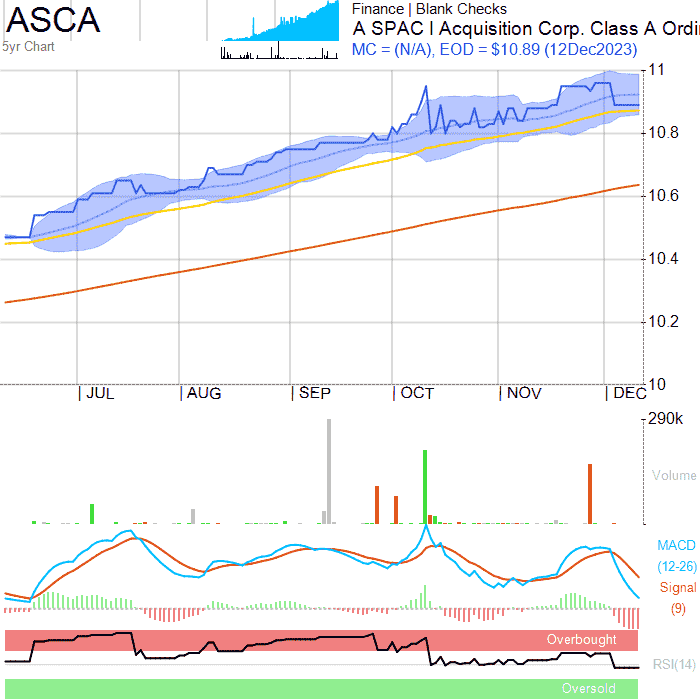 ASCA
5yr Chart
Finance | Blank Checks
A SPAC I Acquisition Corp. Class A Ordi
MC = (N/A), EOD = $10.89 (12Dec2023)
11
10.8
10.6
10.4
10.2
10
JUL
AUG
SEP
OCT
NOV
DEC
290k
Volume
MACD
(12-26)
Signal
(9)
Overbought
RSI(14)
Oversold